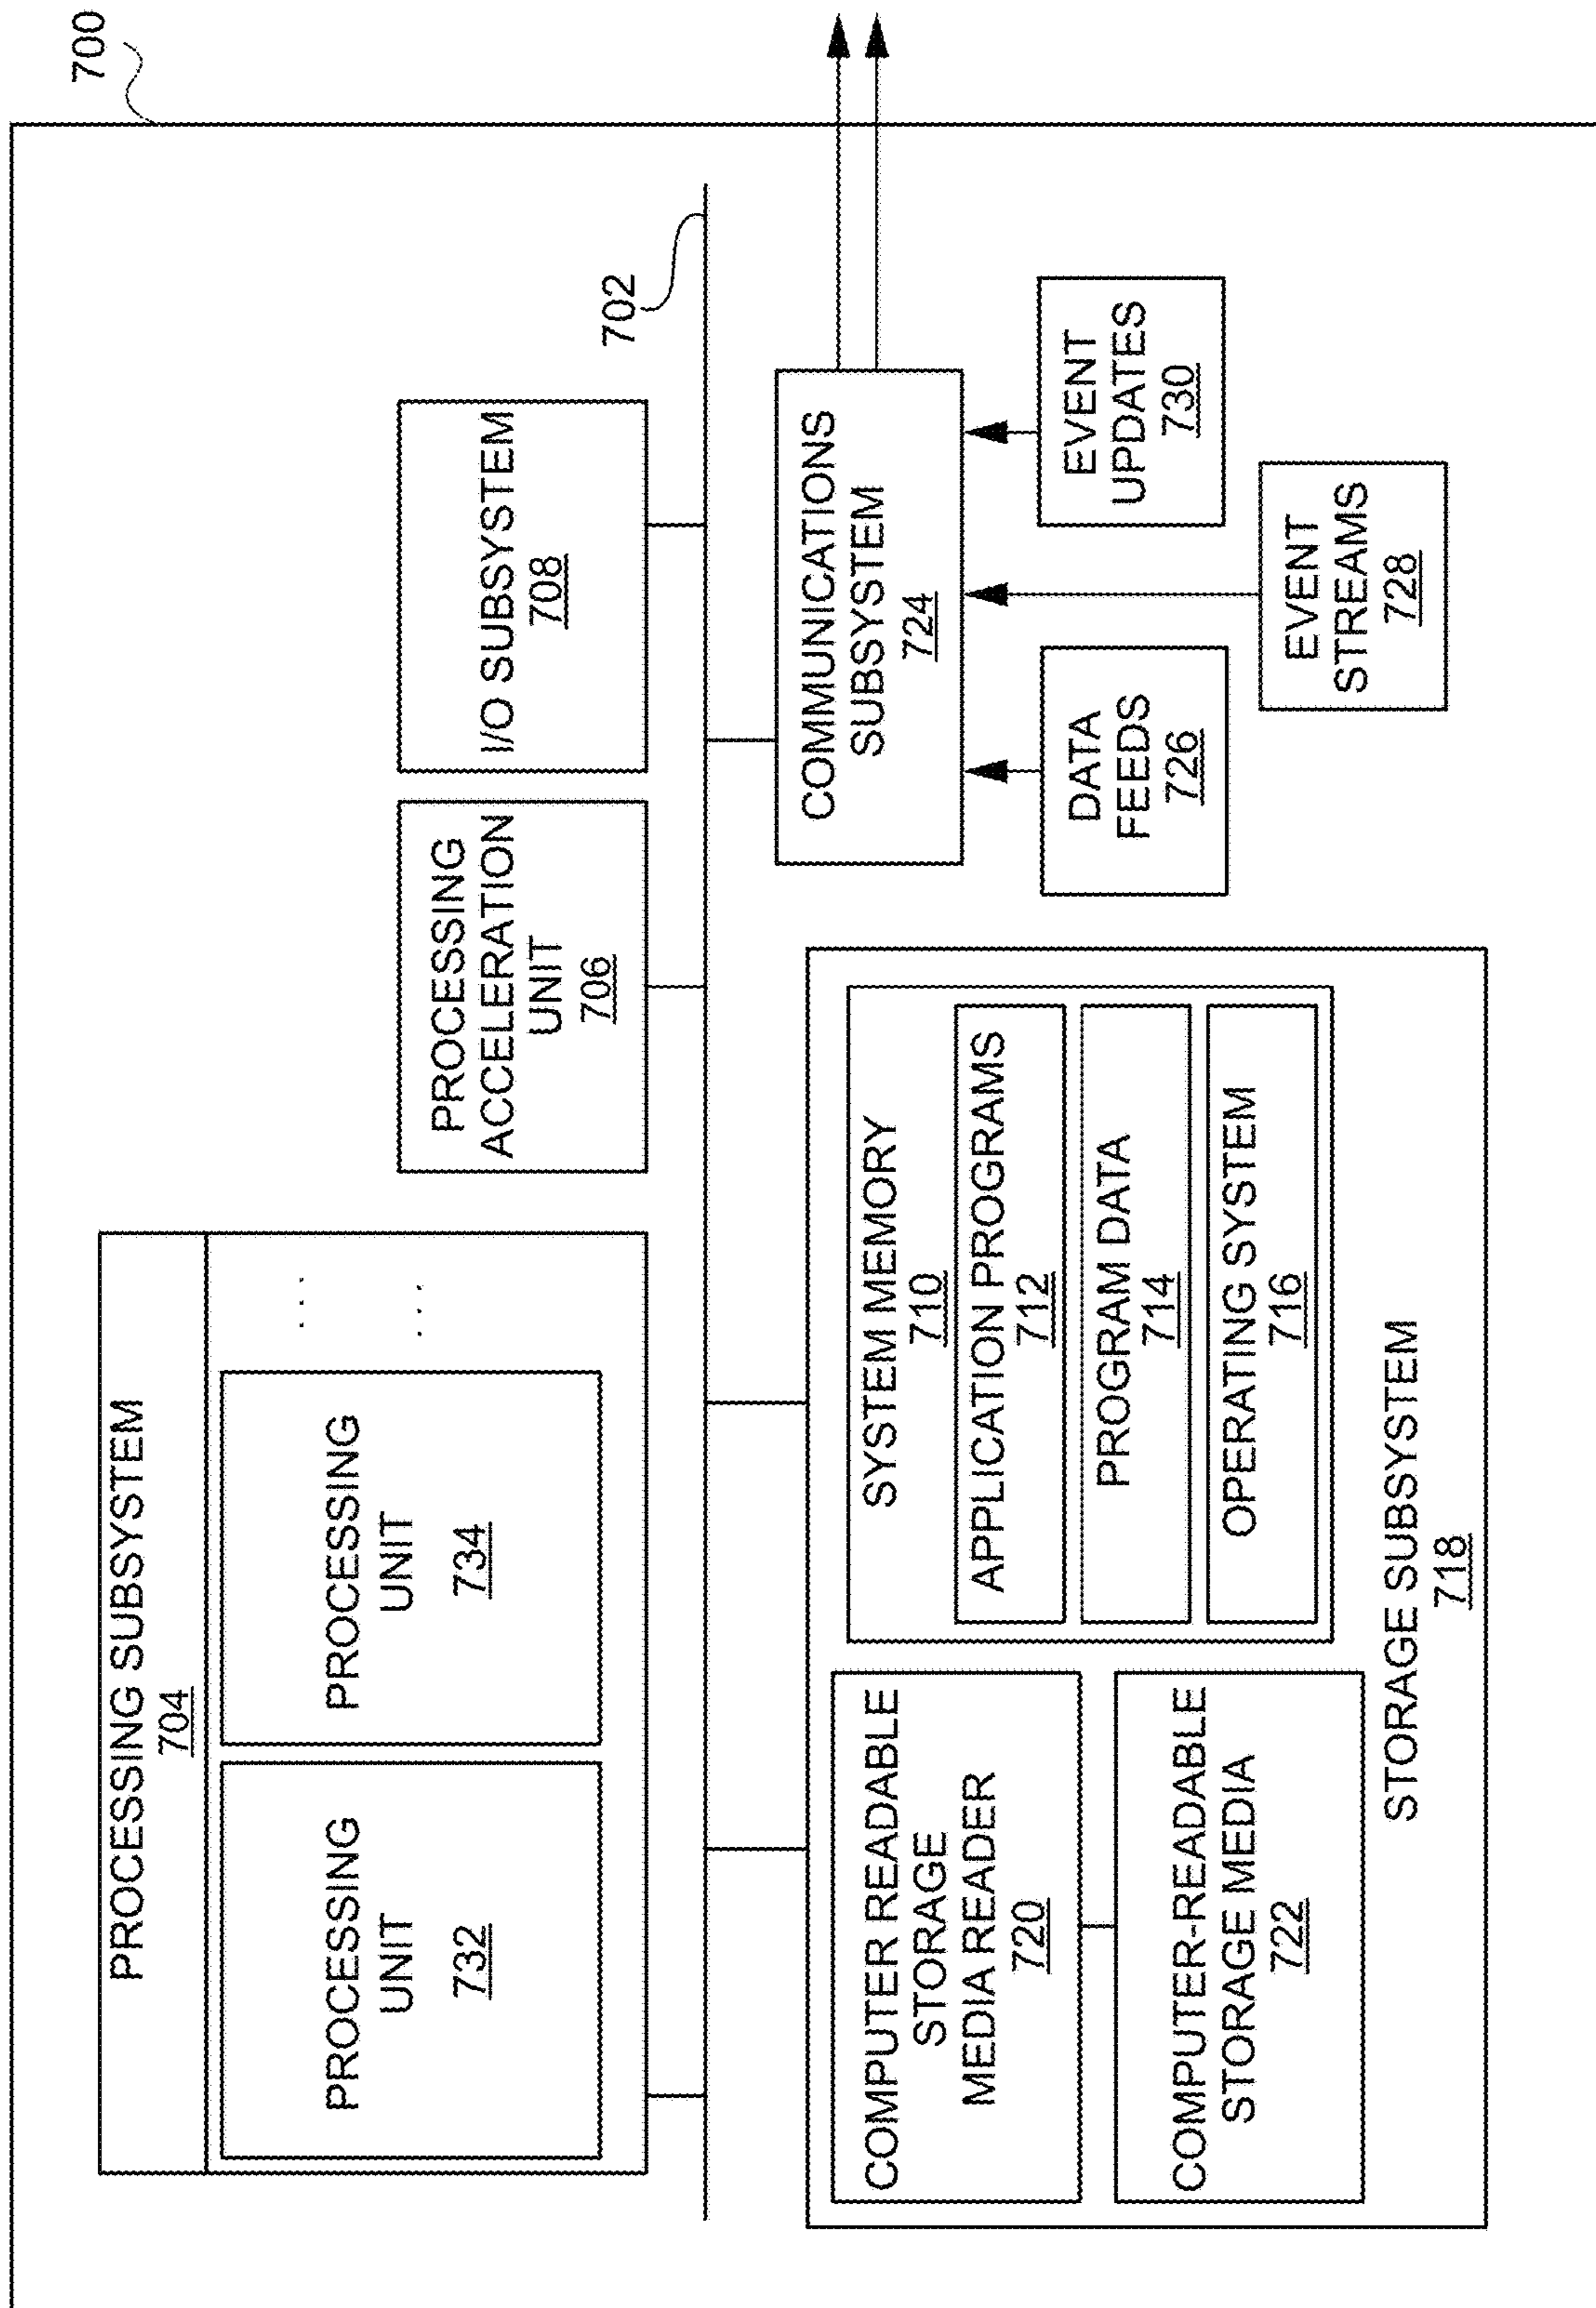 700
PROCESSING SUBSYSTEM
704
PROCESSING
UNIT
732
PROCESSING
UNIT
734
. . .
. . .
PROCESSING
ACCELERATION
UNIT
706
I/O SUBSYSTEM
708
702
COMPUTER READABLE
STORAGE
MEDIA READER
720
COMPUTER-READABLE
STORAGE MEDIA
722
SYSTEM MEMORY
710
APPLICATION PROGRAMS
712
PROGRAM DATA
714
OPERATING SYSTEM
716
STORAGE SUBSYSTEM
718
COMMUNICATIONS
SUBSYSTEM
724
DATA
FEEDS
726
EVENT
STREAMS
728
EVENT
UPDATES
730